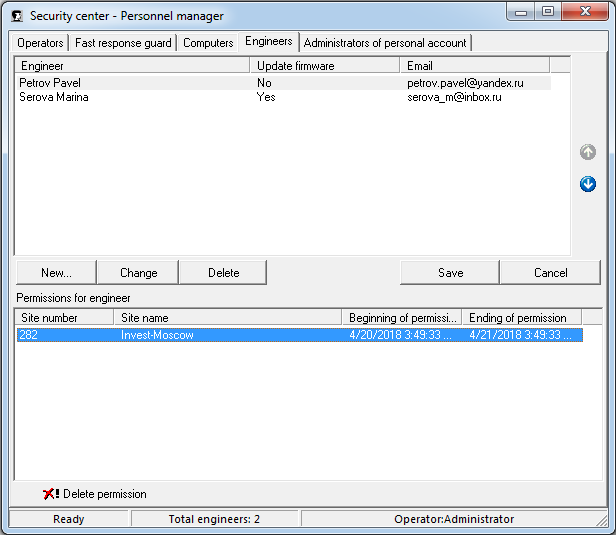 Security center - Personnel manager
Operators Fast response guard Computers Engineers Administrators of personal account
Engineer Update firmware Email
Petrov Pavel No petrov.pavel@yandex.ru
Serova Marina Yes serova_m@inbox.ru
New... Change Delete Save Cancel
Permissions for engineer
Site number Site name Beginning of permissi... Ending of permission
282 Invest-Moscow 4/20/2018 3:49:33 ... 4/21/2018 3:49:33 ...
! Delete permission
Ready Total engineers: 2 Operator:Administrator